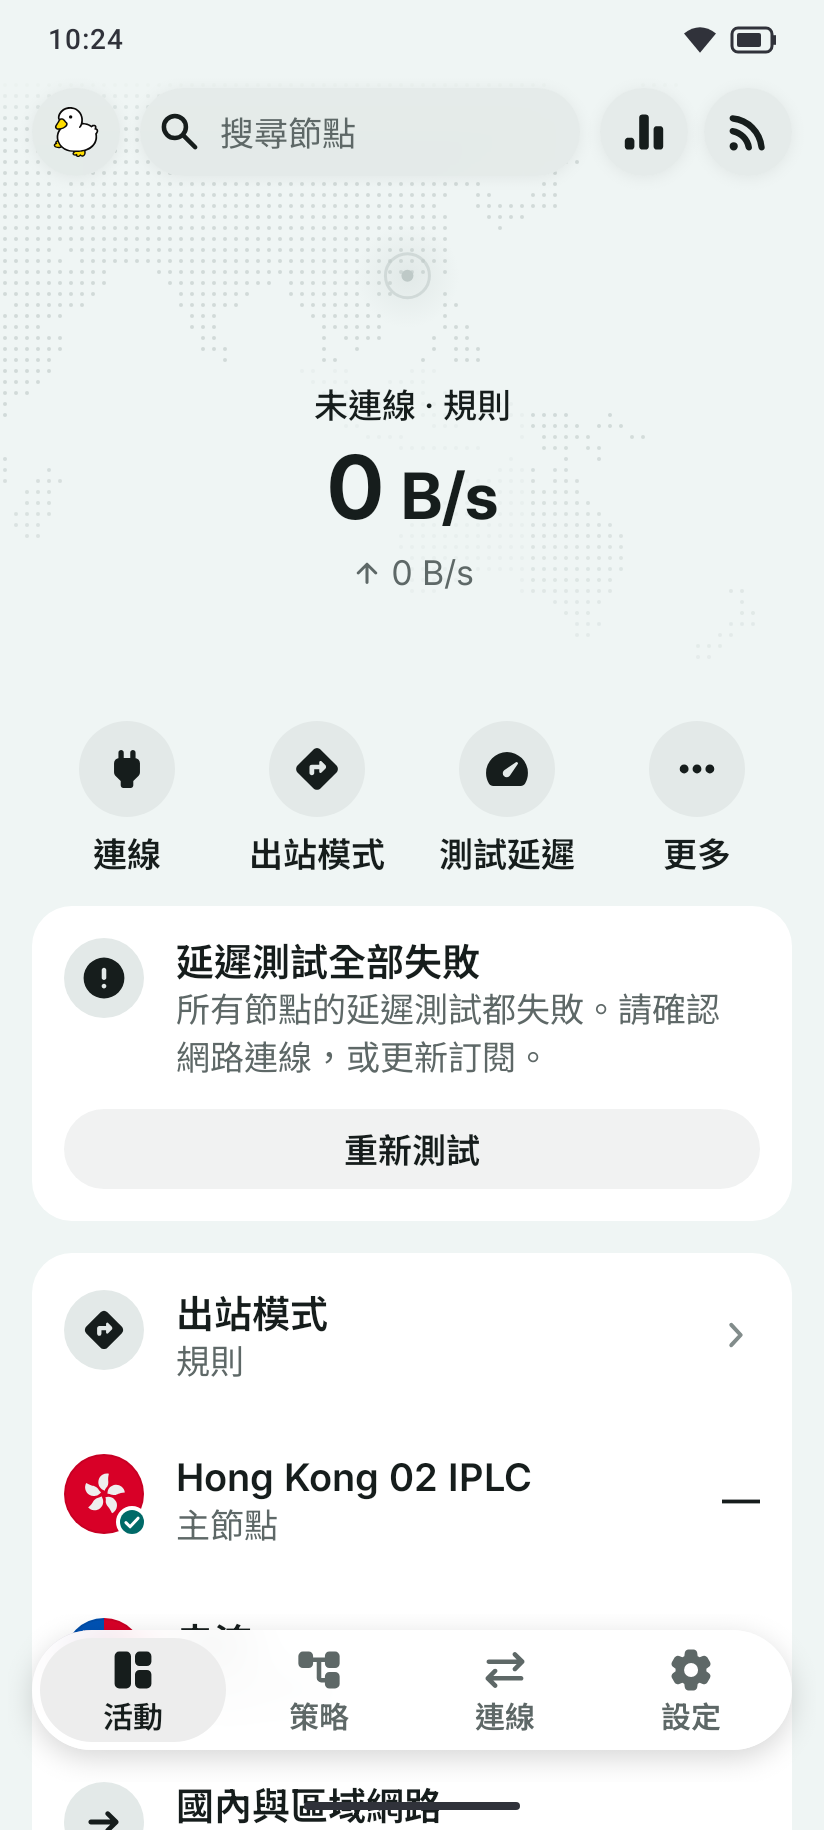 10:24
搜尋節點
未連線 · 規則
0 B/s
↑ 0 B/s
連線
出站模式
測試延遲
更多
延遲測試全部失敗
所有節點的延遲測試都失敗。請確認
網路連線，或更新訂閱。
重新測試
出站模式
規則
Hong Kong 02 IPLC
主節點
活動
策略
連線
設定
國內與區域網路